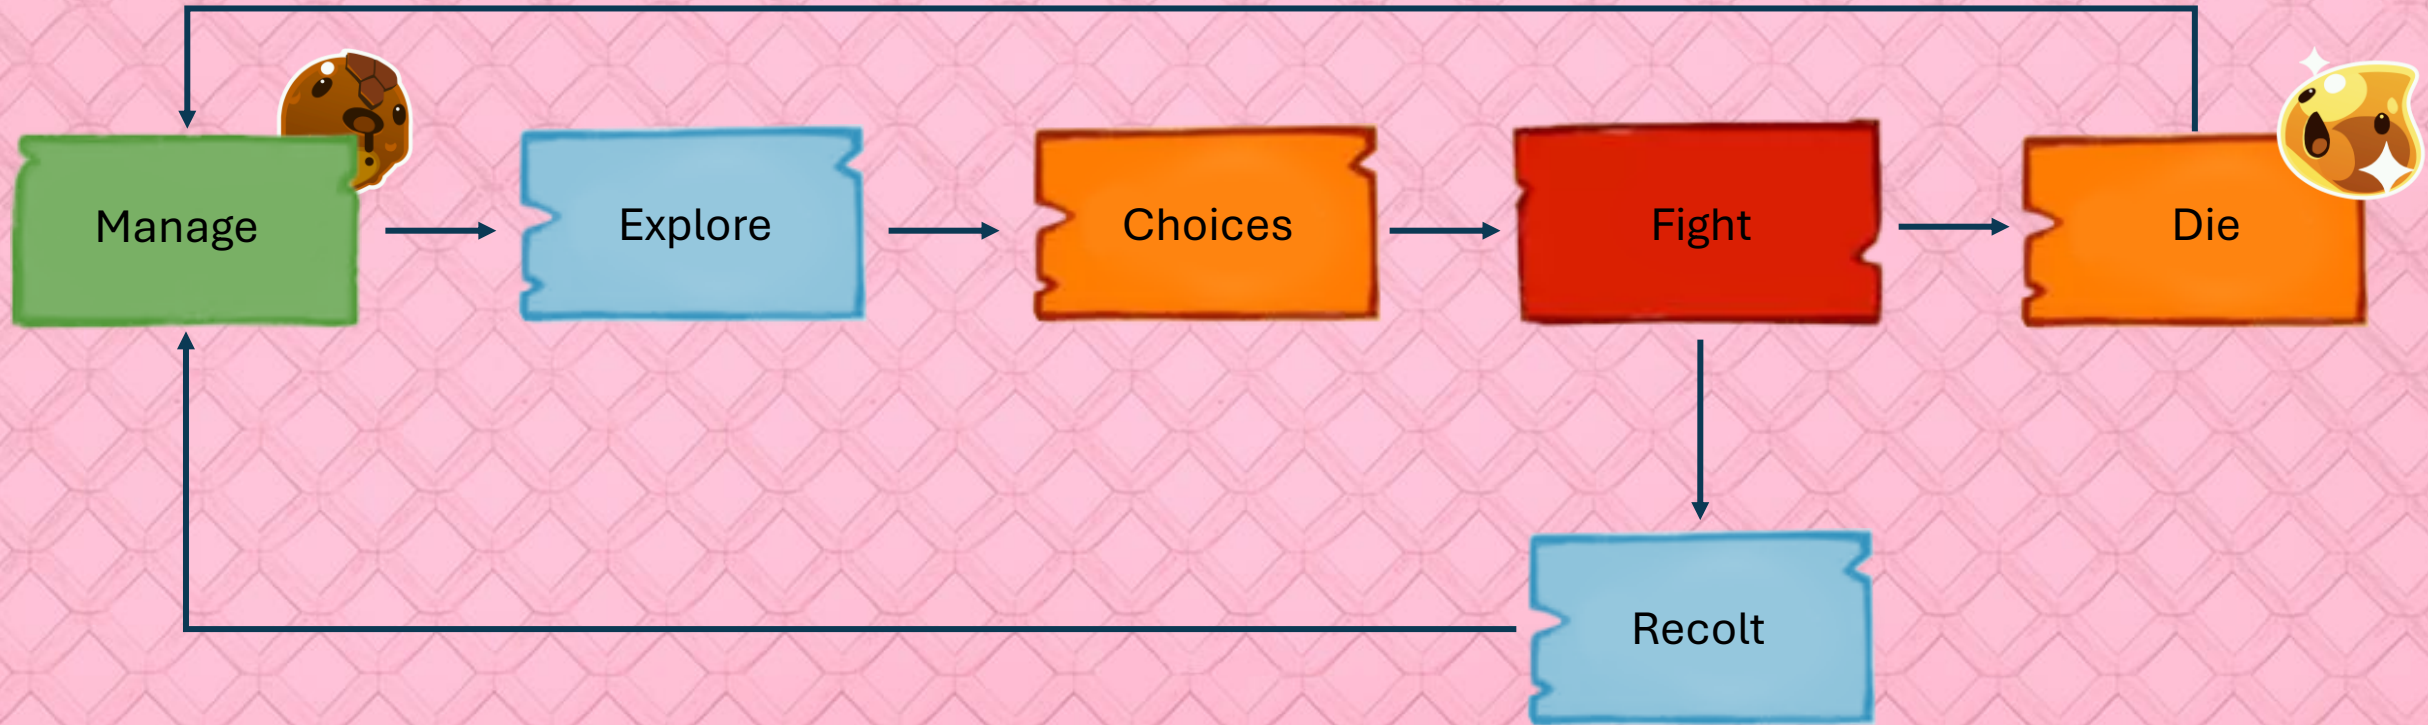 Manage
Explore
Choices
Fight
Die
Recolt